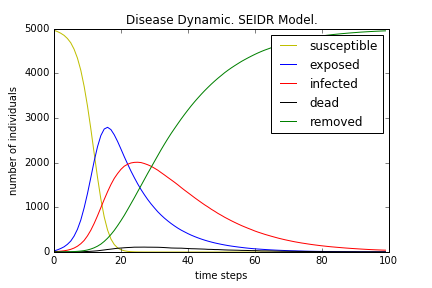 Disease Dynamic. SEIDR Model.
number of individuals
5000
4000
3000
2000
1000
0
susceptible
exposed
infected
dead
removed
0 20 40 60 80 100
time steps